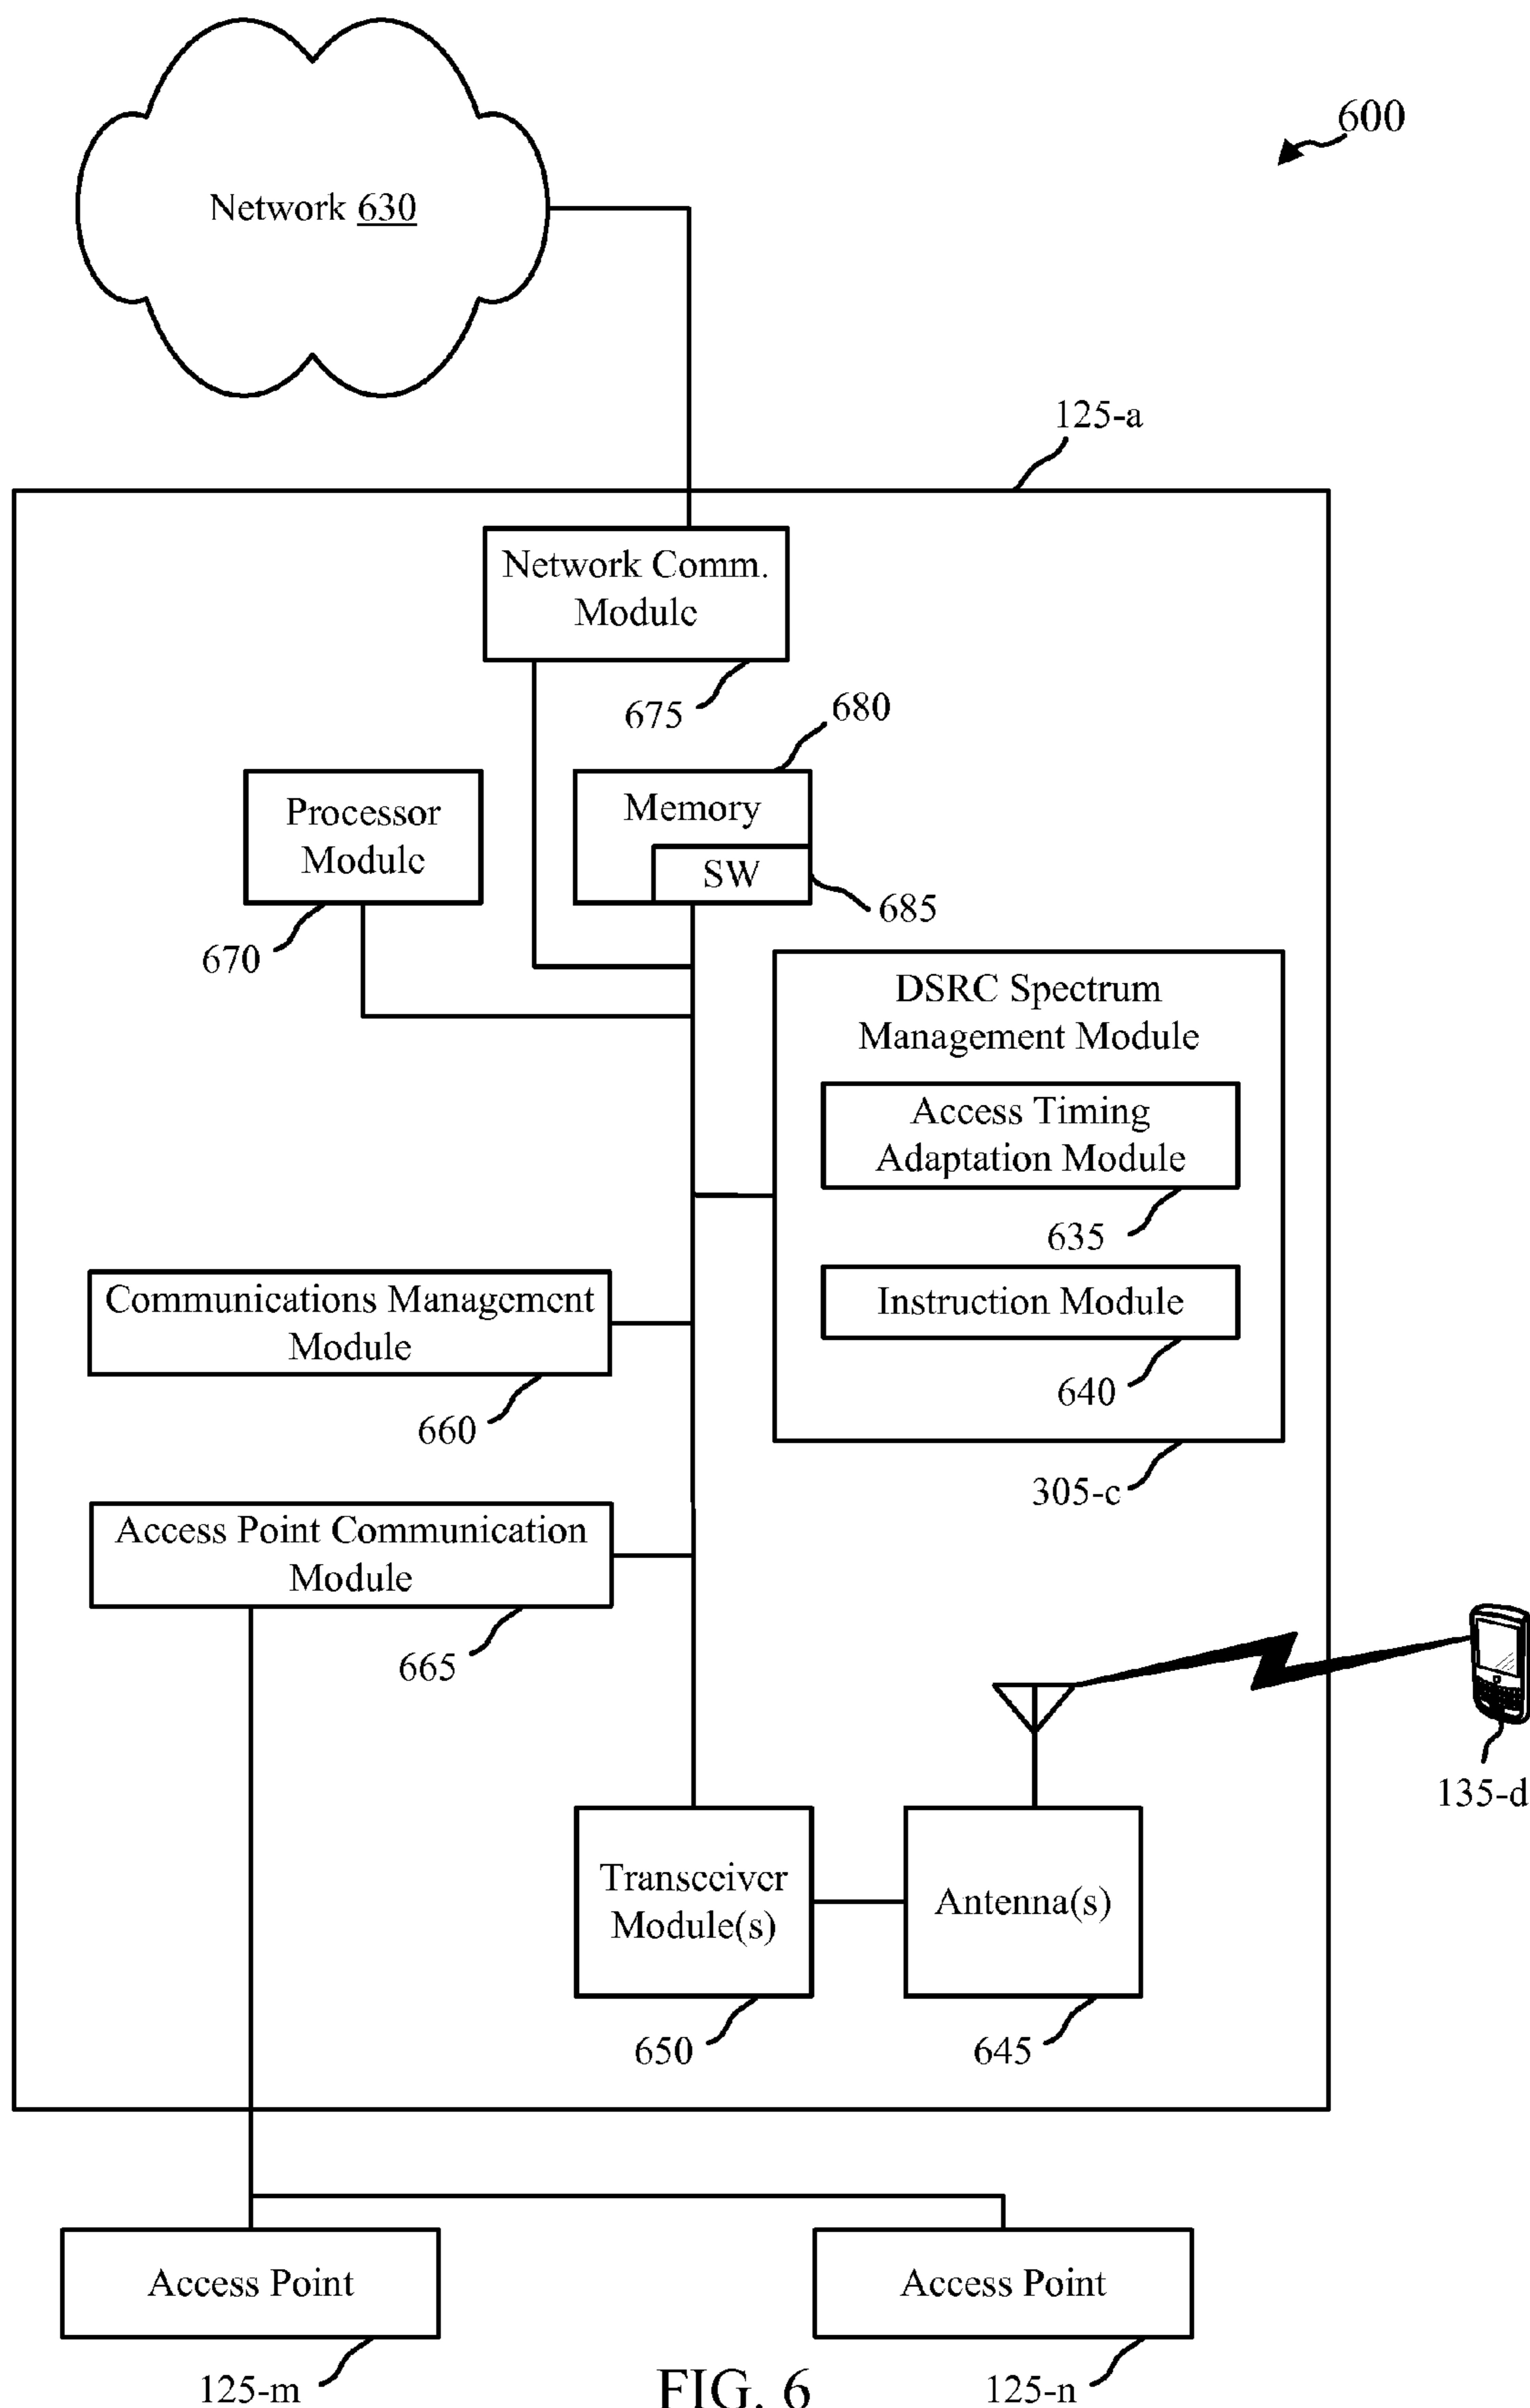 600
Network 630
125-a
Network Comm.
Module
675
680
Processor
Module
Memory
SW
685
670
DSRC Spectrum
Management Module
Access Timing
Adaptation Module
635
Communications Management
Module
Instruction Module
640
660
305-c
Access Point Communication
Module
665
135-d
Transceiver
Module(s)
Antenna(s)
650
645
Access Point
Access Point
125-m
125-n
FIG. 6